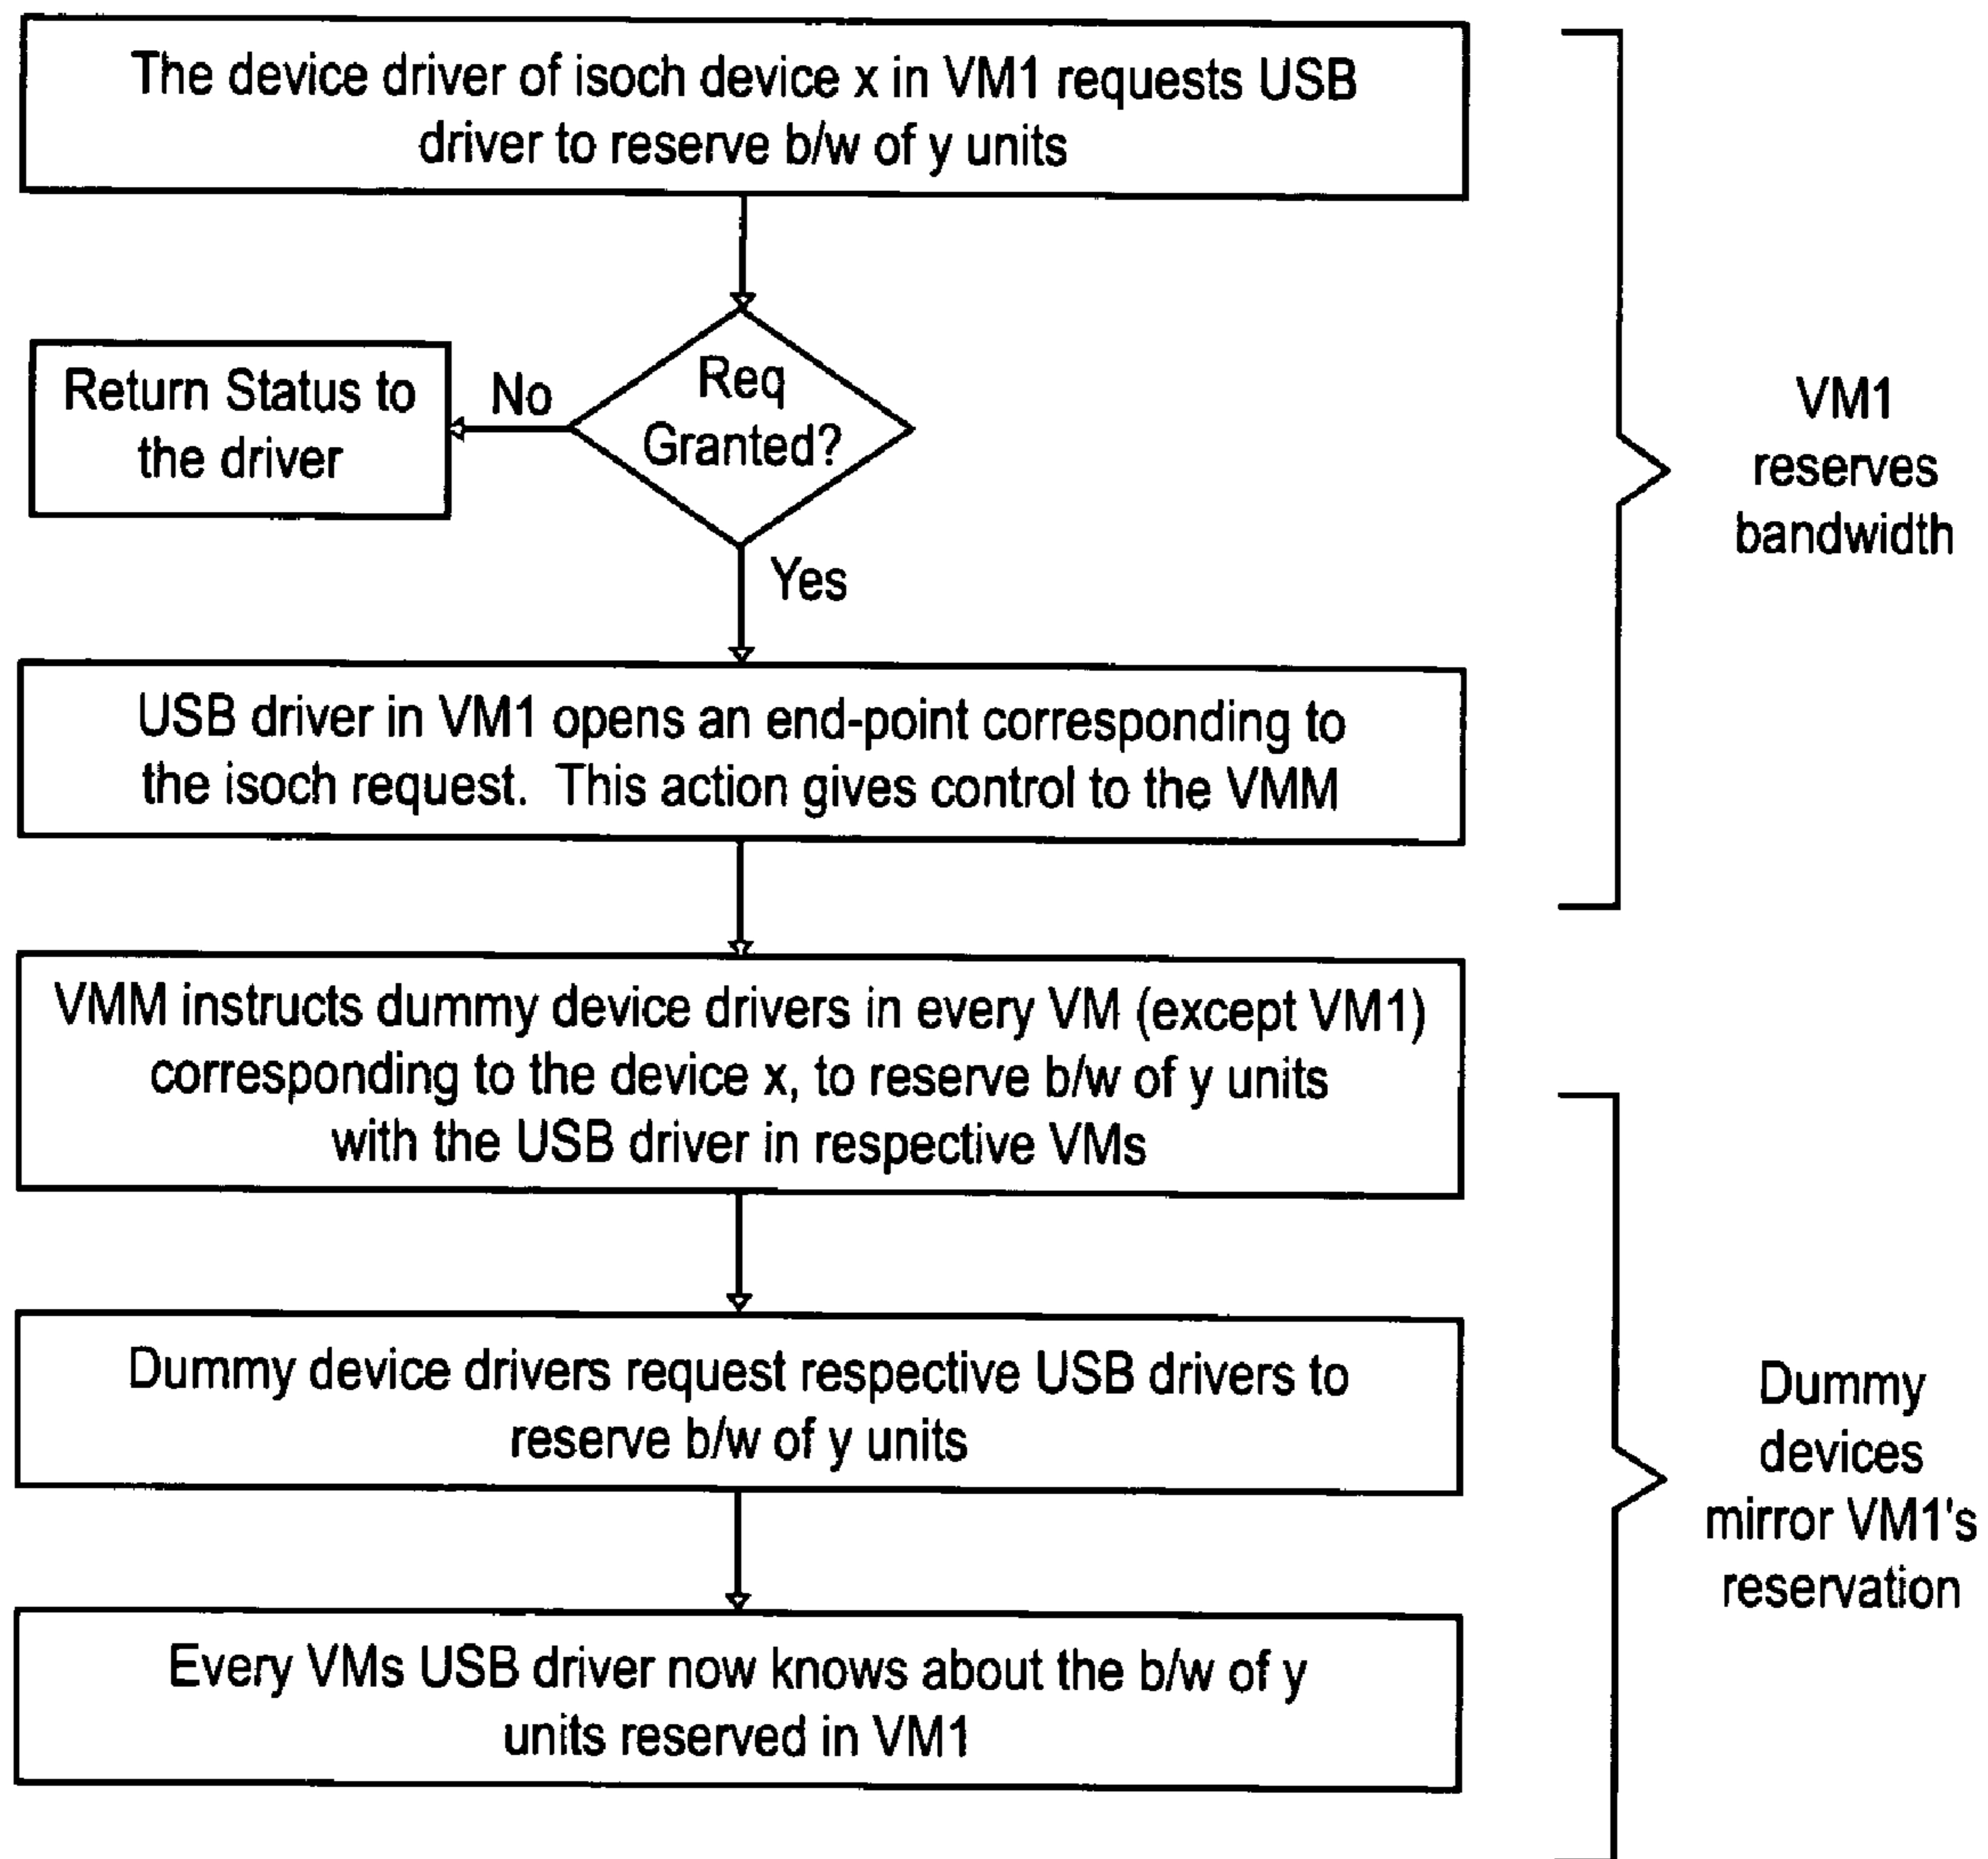 The device driver of isoch device x in VM1 requests USB
driver to reserve b/w of y units
Req
Granted?
No
Return Status to
the driver
Yes
USB driver in VM1 opens an end-point corresponding to
the isoch request. This action gives control to the VMM
VM1
reserves
bandwidth
VMM instructs dummy device drivers in every VM (except VM1)
corresponding to the device x, to reserve b/w of y units
with the USB driver in respective VMs
Dummy device drivers request respective USB drivers to
reserve b/w of y units
Every VMs USB driver now knows about the b/w of y
units reserved in VM1
Dummy
devices
mirror VM1's
reservation